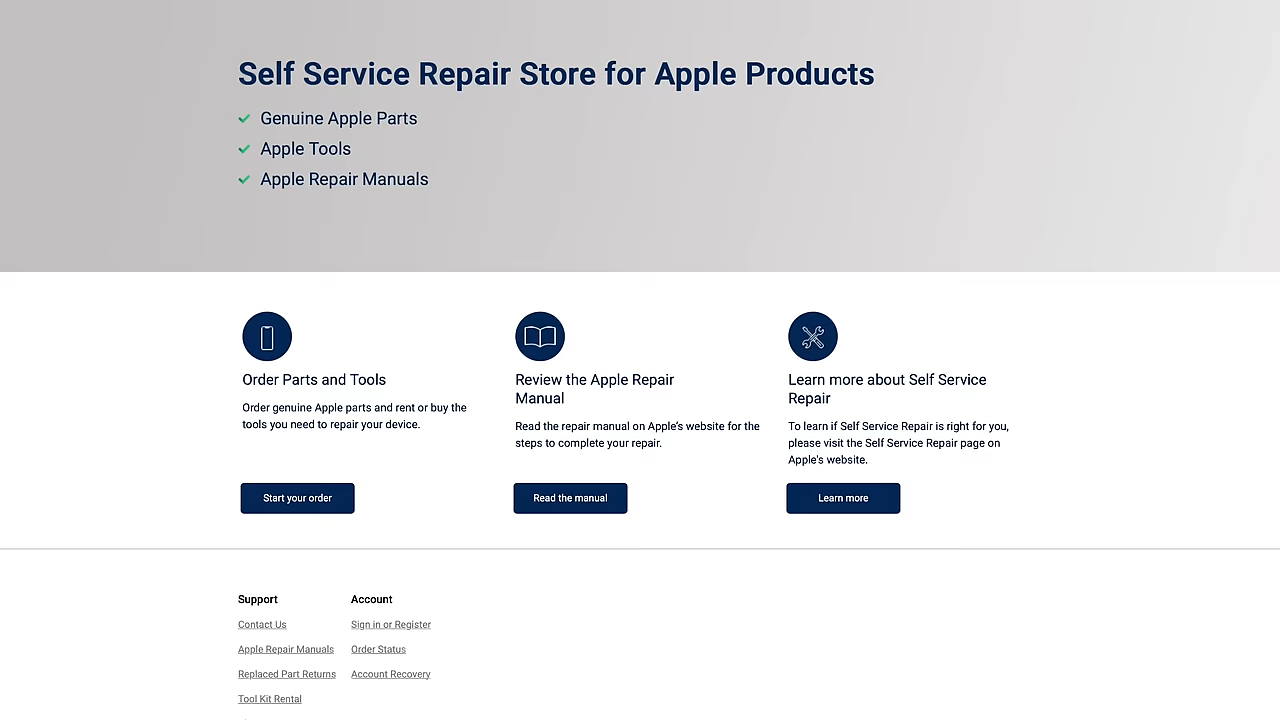 Self Service Repair Store for Apple Products
Genuine Apple Parts
Apple Tools
Apple Repair Manuals
Order Parts and Tools
Order genuine Apple parts and rent or buy the
tools you need to repair your device.
Start your order
Review the Apple Repair
Manual
Read the repair manual on Apple's website for the
steps to complete your repair.
Read the manual
Learn more about Self Service
Repair
To learn if Self Service Repair is right for you,
please visit the Self Service Repair page on
Apple's website.
Learn more
Support
Contact Us
Apple Repair Manuals
Replaced Part Returns
Tool Kit Rental
Account
Sign in or Register
Order Status
Account Recovery